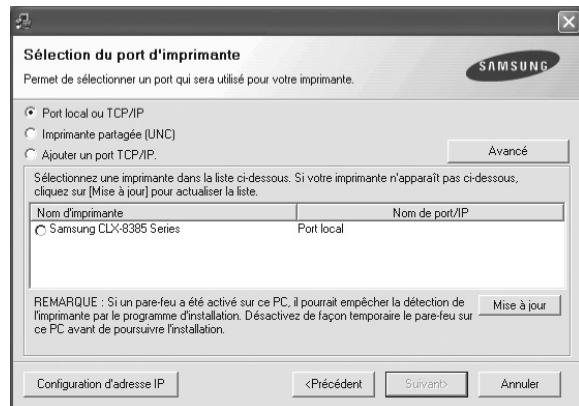 Sélection du port d'imprimante
Permet de sélectionner un port qui sera utilisé pour votre imprimante.
SAMSUNG
Port local ou TCP/IP
Imprimante partagée (UNC)
Ajouter un port TCP/IP.
Avancé
Sélectionnez une imprimante dans la liste ci-dessous. Si votre imprimante n'apparaît pas ci-dessous,
cliquez sur [Mise à jour] pour actualiser la liste.
Nom d'imprimante Nom de port/IP
Samsung CLX-8385 Series Port local
REMARQUE : Si un pare-feu a été activé sur ce PC, il pourrait empêcher la détection de
l'imprimante par le programme d'installation. Désactivez de façon temporaire le pare-feu sur
ce PC avant de poursuivre l'installation.
Mise à jour
Configuration d'adresse IP <Précédent Suivant> Annuler